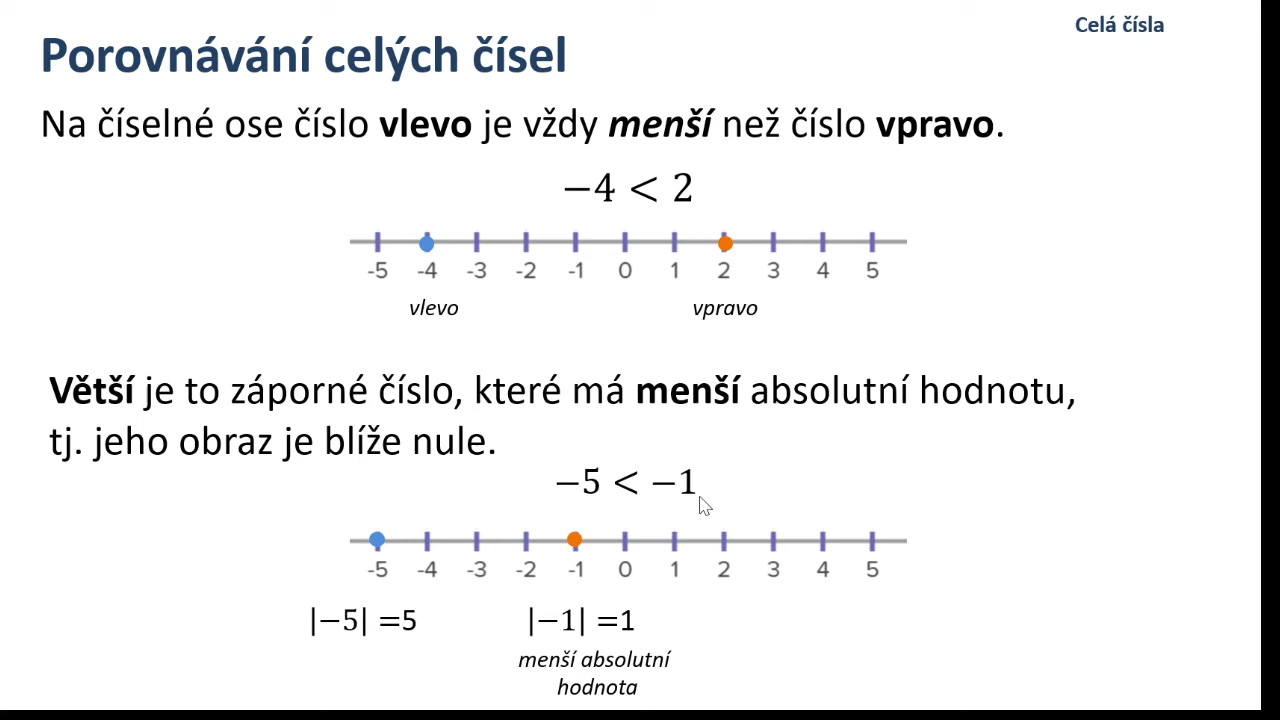 Celá čísla
Porovnávání celých čísel
Na číselné ose číslo vlevo je vždy menší než číslo vpravo.
−4 < 2
-5 -4 -3 -2 -1 0 1 2 3 4 5
vlevo vpravo
Větší je to záporné číslo, které má menší absolutní hodnotu,
tj. jeho obraz je blíže nule.
−5 < −1
-5 -4 -3 -2 -1 0 1 2 3 4 5
|−5| =5 |−1| =1
menší absolutní
hodnota